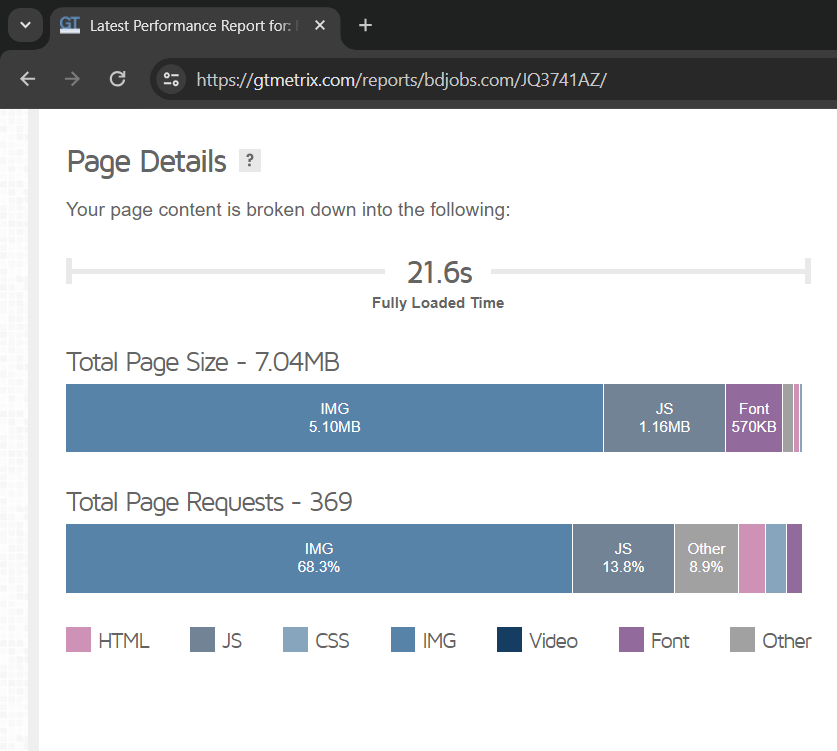 Latest Performance Report for:
https://gtmetrix.com/reports/bdjobs.com/JQ3741AZ/
Page Details ?
Your page content is broken down into the following:
21.6s
Fully Loaded Time
Total Page Size - 7.04MB
IMG JS Font
5.10MB 1.16MB 570KB
Total Page Requests - 369
IMG JS Other
68.3% 13.8% 8.9%
HTML JS CSS IMG Video Font Other